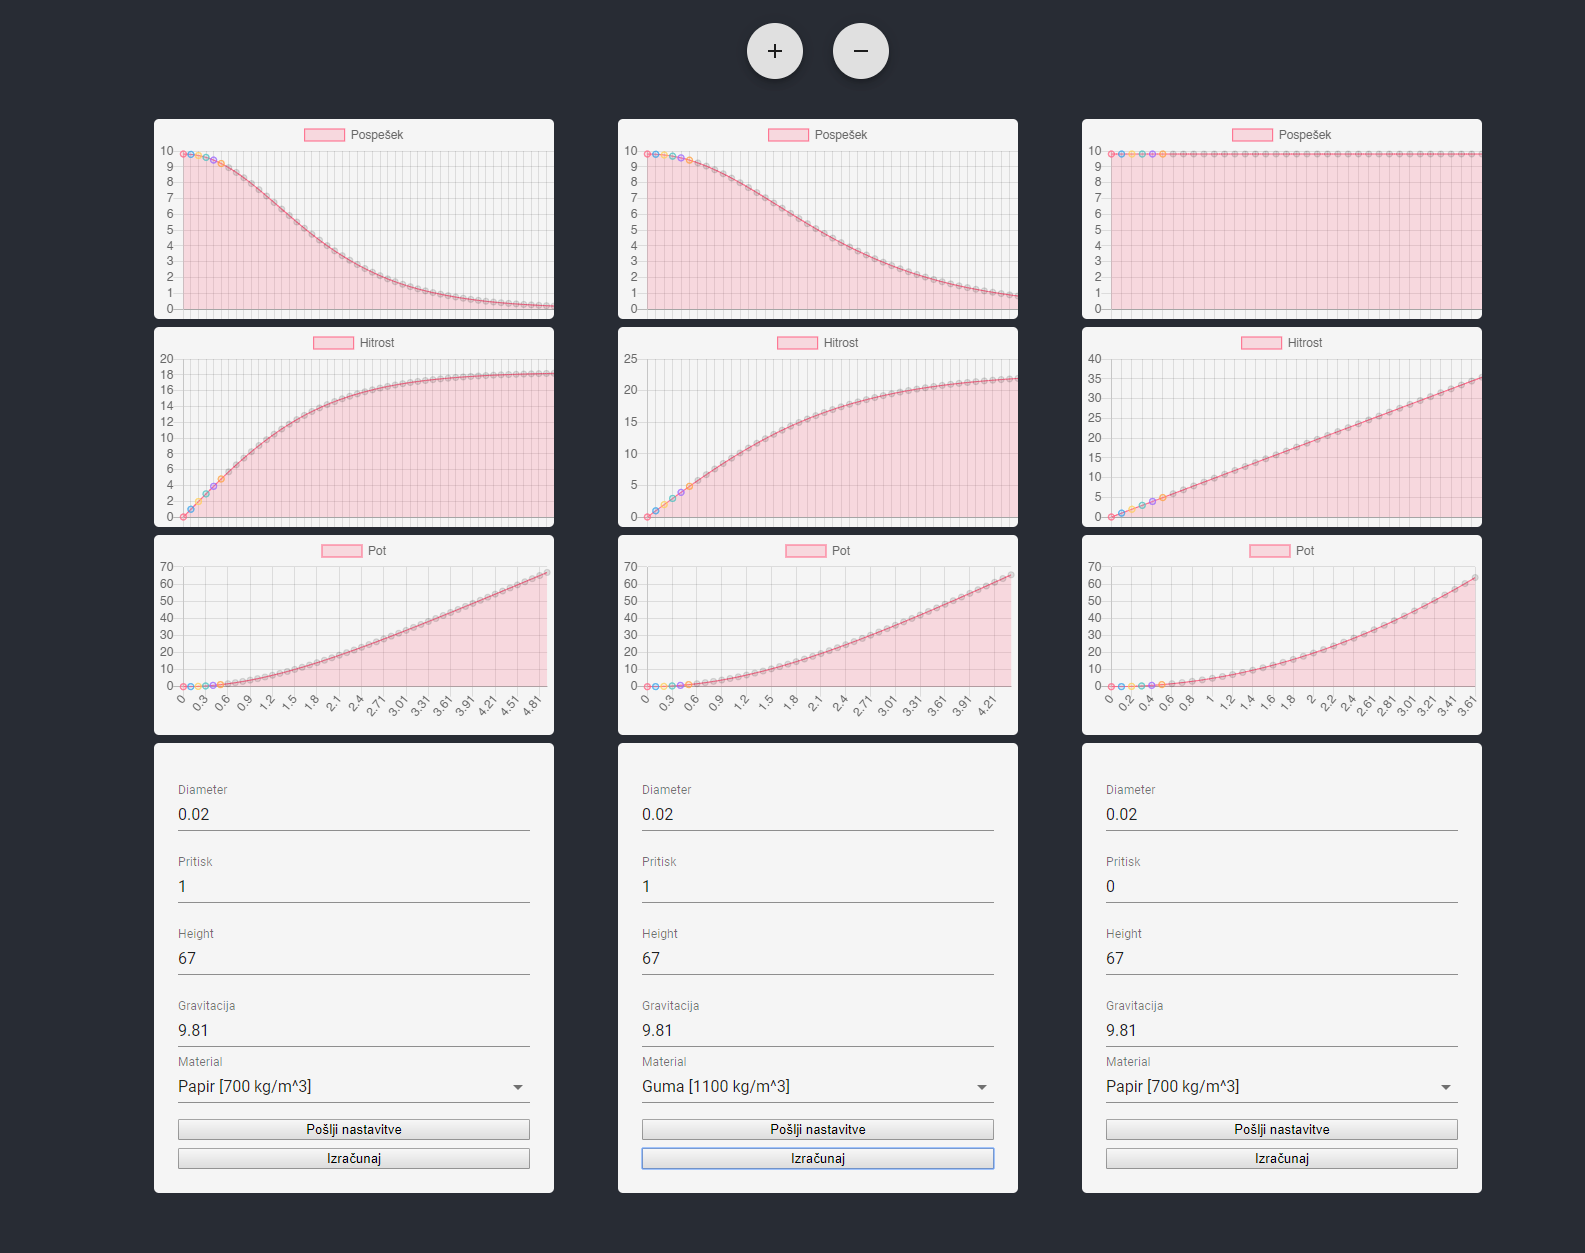 + −
Pospešek
10
9
8
7
6
5
4
3
2
1
0
Hitrost
20
18
16
14
12
10
8
6
4
2
0
Pot
70
60
50
40
30
20
10
0
0 0.3 0.6 0.9 1.2 1.5 1.8 2.1 2.4 2.71 3.01 3.31 3.61 3.91 4.21 4.51 4.81
Diameter
0.02
Pritisk
1
Height
67
Gravitacija
9.81
Material
Papir [700 kg/m^3]
Pošlji nastavitve
Izračunaj
Pospešek
10
9
8
7
6
5
4
3
2
1
0
Hitrost
25
20
15
10
5
0
Pot
70
60
50
40
30
20
10
0
0 0.3 0.6 0.9 1.2 1.5 1.8 2.1 2.4 2.71 3.01 3.31 3.61 3.91 4.21
Diameter
0.02
Pritisk
1
Height
67
Gravitacija
9.81
Material
Guma [1100 kg/m^3]
Pošlji nastavitve
Izračunaj
Pospešek
10
9
8
7
6
5
4
3
2
1
0
Hitrost
40
35
30
25
20
15
10
5
0
Pot
70
60
50
40
30
20
10
0
0 0.2 0.4 0.6 0.8 1 1.2 1.4 1.6 1.8 2 2.2 2.4 2.61 2.81 3.01 3.21 3.41 3.61
Diameter
0.02
Pritisk
0
Height
67
Gravitacija
9.81
Material
Papir [700 kg/m^3]
Pošlji nastavitve
Izračunaj